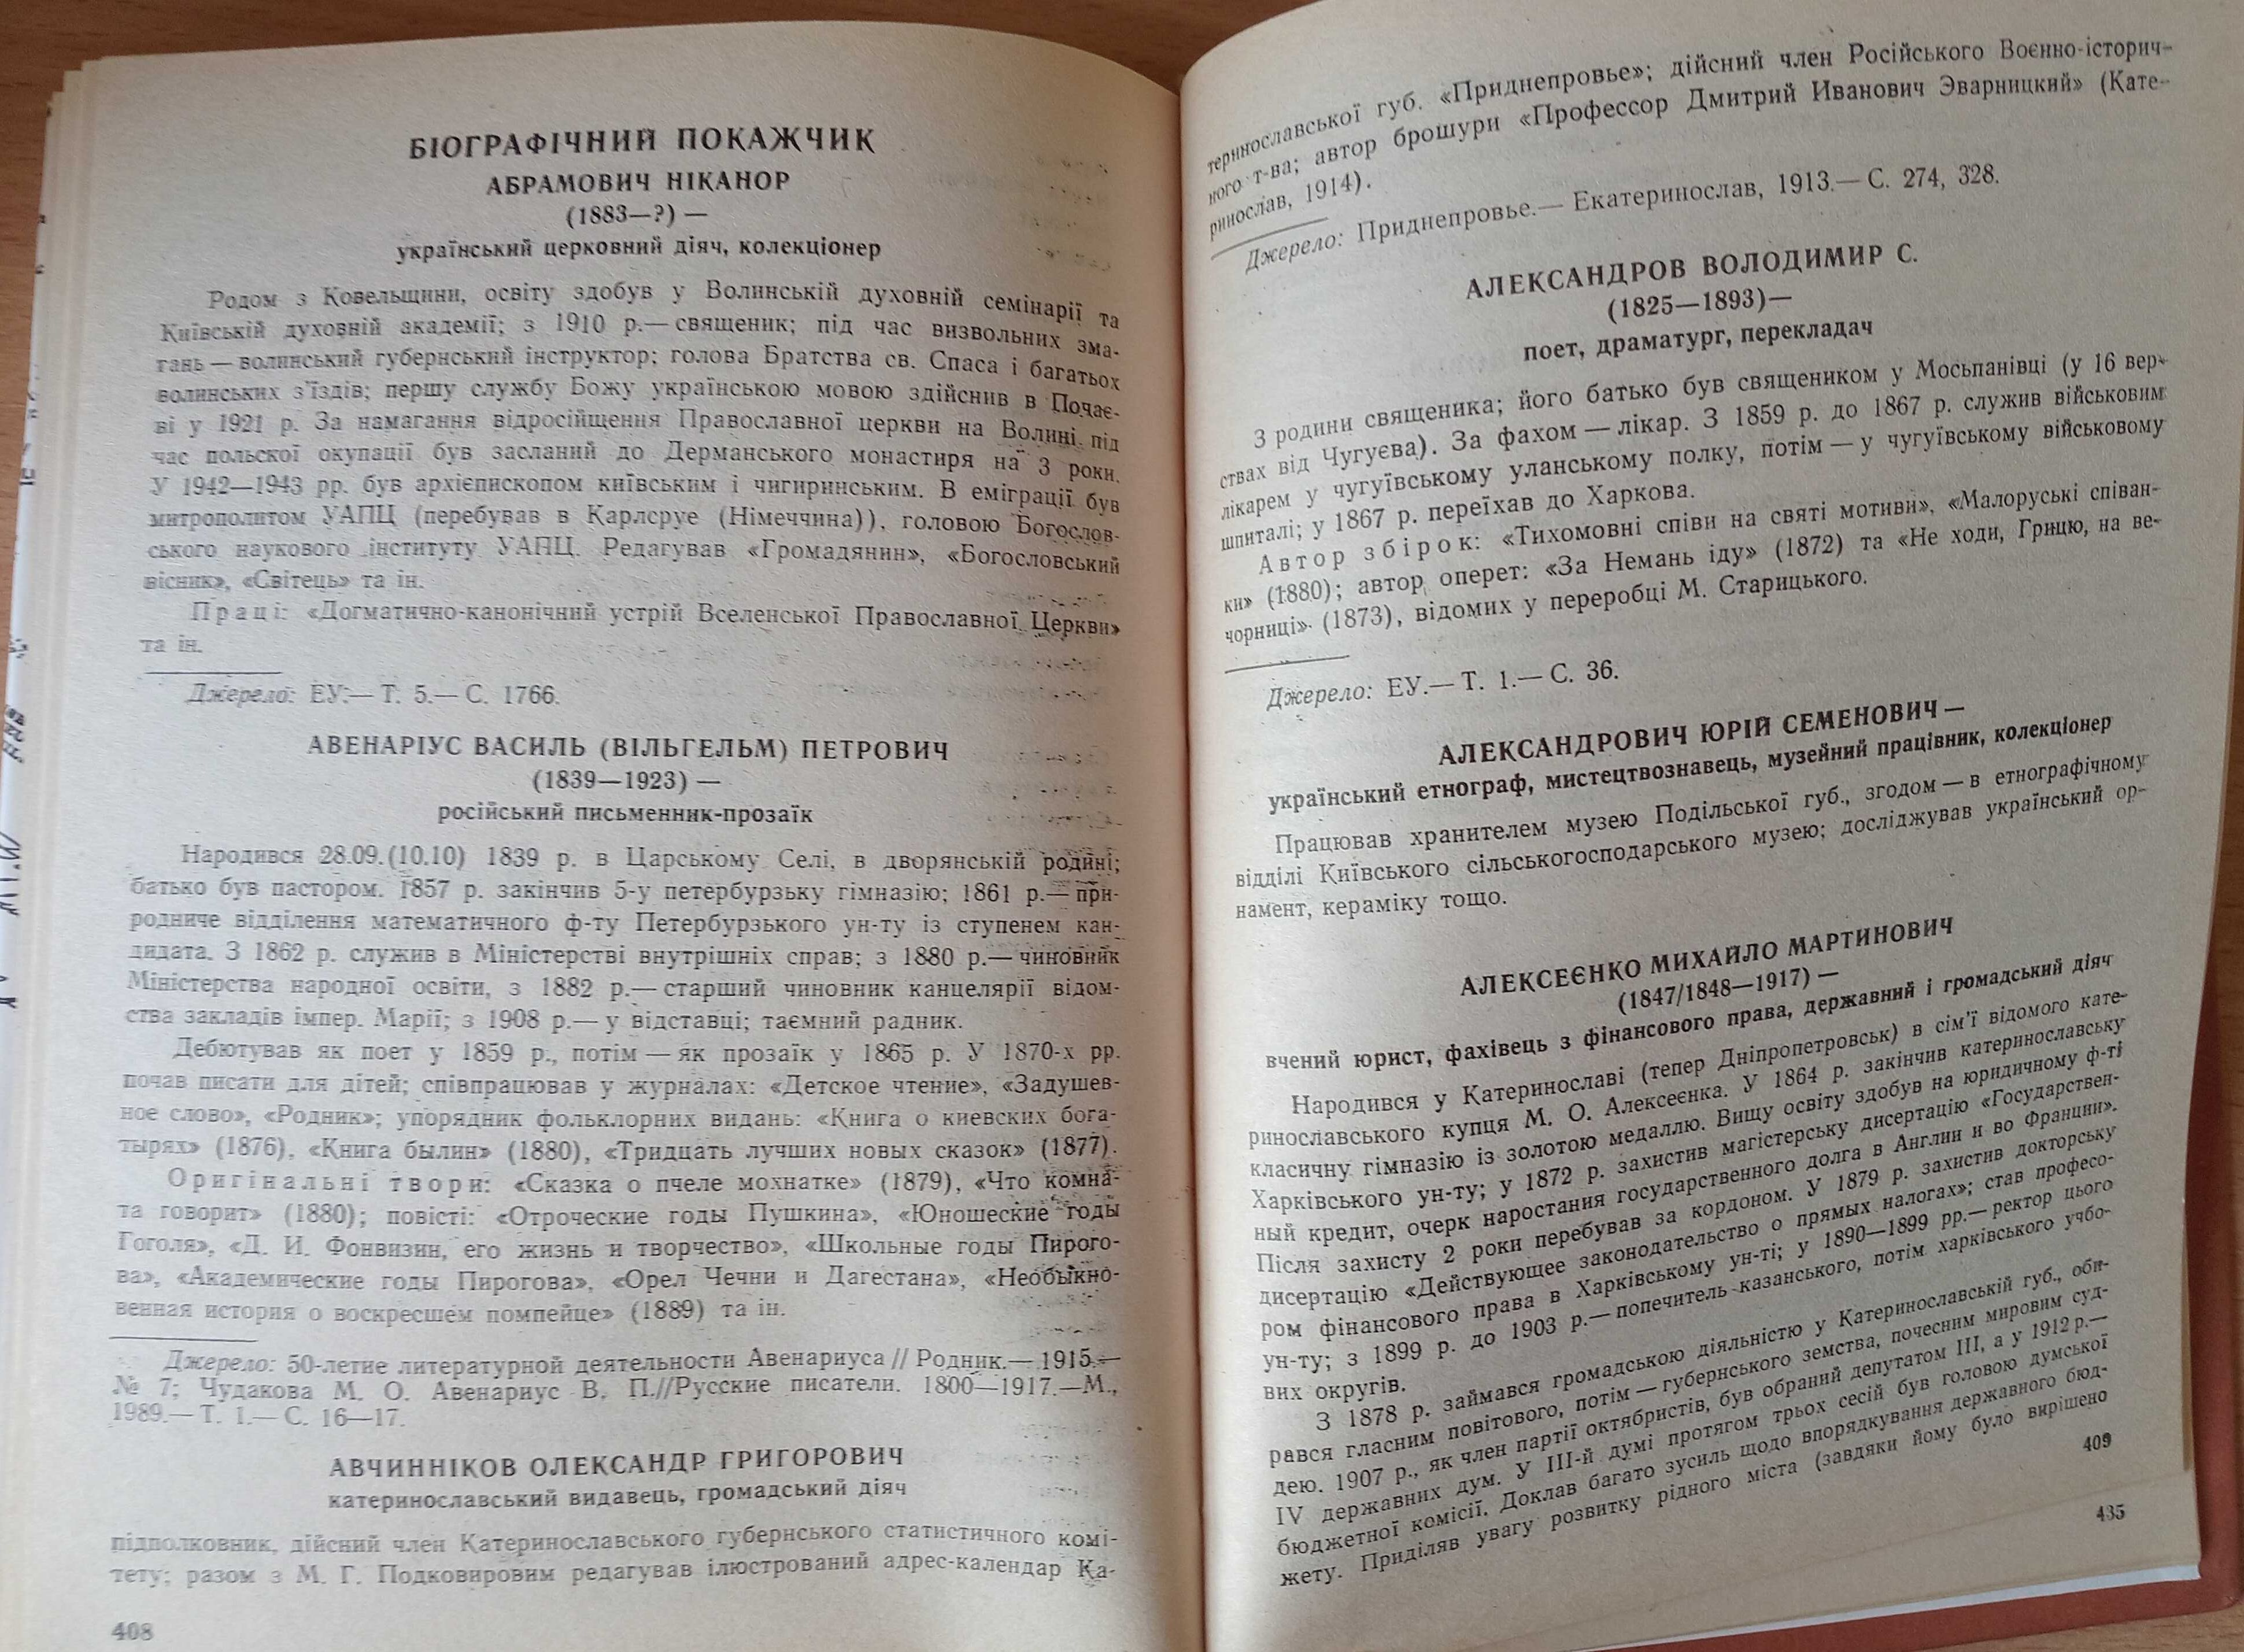 БІОГРАФІЧНИЙ ПОКАЖЧИК
АБРАМОВИЧ НІКАНОР
(1883—?) —
український церковний діяч, колекціонер
Родом з Ковельщини, освіту здобув у Волинській духовній семінарії та
Київській духовній академії; з 1910 р.— священик; під час визвольних зма-
гань — волинський губернський інструктор; голова Братства св. Спаса і багатьох
волинських з'їздів; першу службу Божу українською мовою здійснив в Почає-
ві у 1921 р. За намагання відросійщення Православної церкви на Волині під
час польскої окупації був засланий до Дерманського монастиря на 3 роки.
У 1942—1943 рр. був архієпископом київським і чигиринським. В еміграції був
митрополитом УАПЦ (перебував в Карлсруе (Німеччина)), головою Богослов-
ського наукового інституту УАПЦ. Редагував «Громадянин», «Богословський
вісник», «Світець» та ін.
Праці: «Догматично-канонічний устрій Вселенської Православної Церкви»
та ін.
Джерело: ЕУ.— Т. 5.— С. 1766.
АВЕНАРІУС ВАСИЛЬ (ВІЛЬГЕЛЬМ) ПЕТРОВИЧ
(1839—1923) —
російський письменник-прозаїк
Народився 28.09.(10.10) 1839 р. в Царському Селі, в дворянській родині;
батько був пастором. 1857 р. закінчив 5-у петербурзьку гімназію; 1861 р.— при-
родниче відділення математичного ф-ту Петербурзького ун-ту із ступенем кан-
дидата. З 1862 р. служив в Міністерстві внутрішніх справ; з 1880 р.— чиновник
Міністерства народної освіти, з 1882 р.— старший чиновник канцелярії відом-
ства закладів імпер. Марії; з 1908 р.— у відставці; таємний радник.
Дебютував як поет у 1859 р., потім — як прозаїк у 1865 р. У 1870-х рр.
почав писати для дітей; співпрацював у журналах: «Детское чтение», «Задушев-
ное слово», «Родник»; упорядник фольклорних видань: «Книга о киевских бога-
тырях» (1876), «Книга былин» (1880), «Тридцать лучших новых сказок» (1877).
Оригінальні твори: «Сказка о пчеле мохнатке» (1879), «Что комна-
та говорит» (1880); повісті: «Отроческие годы Пушкина», «Юношеские годы
Гоголя», «Д. И. Фонвизин, его жизнь и творчество», «Школьные годы Пирого-
ва», «Академические годы Пирогова», «Орел Чечни и Дагестана», «Необыкно-
венная история о воскресшем помпейце» (1889) та ін.
Джерело: 50-летие литературной деятельности Авенариуса // Родник.— 1915.—
№ 7; Чудакова М. О. Авенариус В. П.//Русские писатели. 1800—1917.—М.,
1989.— Т. 1.— С. 16—17.
АВЧИННІКОВ ОЛЕКСАНДР ГРИГОРОВИЧ
катеринославський видавець, громадський діяч
підполковник, дійсний член Катеринославського губернського статистичного комі-
тету; разом з М. Г. Подковировим редагував ілюстрований адрес-календар Ка-
408
теринославської губ. «Приднепровье»; дійсний член Російського Воєнно-історич-
ного т-ва; автор брошури «Профессор Дмитрий Иванович Эварницкий» (Кате-
ринослав, 1914).
Джерело: Приднепровье.— Екатеринослав, 1913.— С. 274, 328.
АЛЕКСАНДРОВ ВОЛОДИМИР С.
(1825—1893)—
поет, драматург, перекладач
З родини священика; його батько був священиком у Мосьпанівці (у 16 вер-
ствах від Чугуєва). За фахом — лікар. З 1859 р. до 1867 р. служив військовим
лікарем у чугуївському уланському полку, потім — у чугуївському військовому
шпиталі; у 1867 р. переїхав до Харкова.
Автор збірок: «Тихомовні співи на святі мотиви», «Малоруські співан-
ки» (1880); автор оперет: «За Немань іду» (1872) та «Не ходи, Грицю, на ве-
чорниці» (1873), відомих у переробці М. Старицького.
Джерело: ЕУ.— Т. 1.— С. 36.
АЛЕКСАНДРОВИЧ ЮРІЙ СЕМЕНОВИЧ —
український етнограф, мистецтвознавець, музейний працівник, колекціонер
Працював хранителем музею Подільської губ., згодом — в етнографічному
відділі Київського сільськогосподарського музею; досліджував український ор-
намент, кераміку тощо.
АЛЕКСЕЄНКО МИХАЙЛО МАРТИНОВИЧ
(1847/1848—1917) —
вчений юрист, фахівець з фінансового права, державний і громадський діяч
Народився у Катеринославі (тепер Дніпропетровськ) в сім'ї відомого кате-
ринославського купця М. О. Алексеєнка. У 1864 р. закінчив катеринославську
класичну гімназію із золотою медаллю. Вищу освіту здобув на юридичному ф-ті
Харківського ун-ту; у 1872 р. захистив магістерську дисертацію «Государствен-
ный кредит, очерк наростания государственного долга в Англии и во Франции».
Після захисту 2 роки перебував за кордоном. У 1879 р. захистив докторську
дисертацію «Действующее законодательство о прямых налогах»; став професо-
ром фінансового права в Харківському ун-ті; у 1890—1899 рр.— ректор цього
ун-ту; з 1899 р. до 1903 р.— попечитель казанського, потім харківського учбо-
вих округів.
З 1878 р. займався громадською діяльністю у Катеринославській губ., оби-
рався гласним повітового, потім — губернського земства, почесним мировим суд-
дею. 1907 р., як член партії октябристів, був обраний депутатом III, а у 1912 р.—
IV державних дум. У III-й думі протягом трьох сесій був головою думської
бюджетної комісії. Доклав багато зусиль щодо впорядкування державного бюд-
жету. Приділяв увагу розвитку рідного міста (завдяки йому було вирішено
409
435